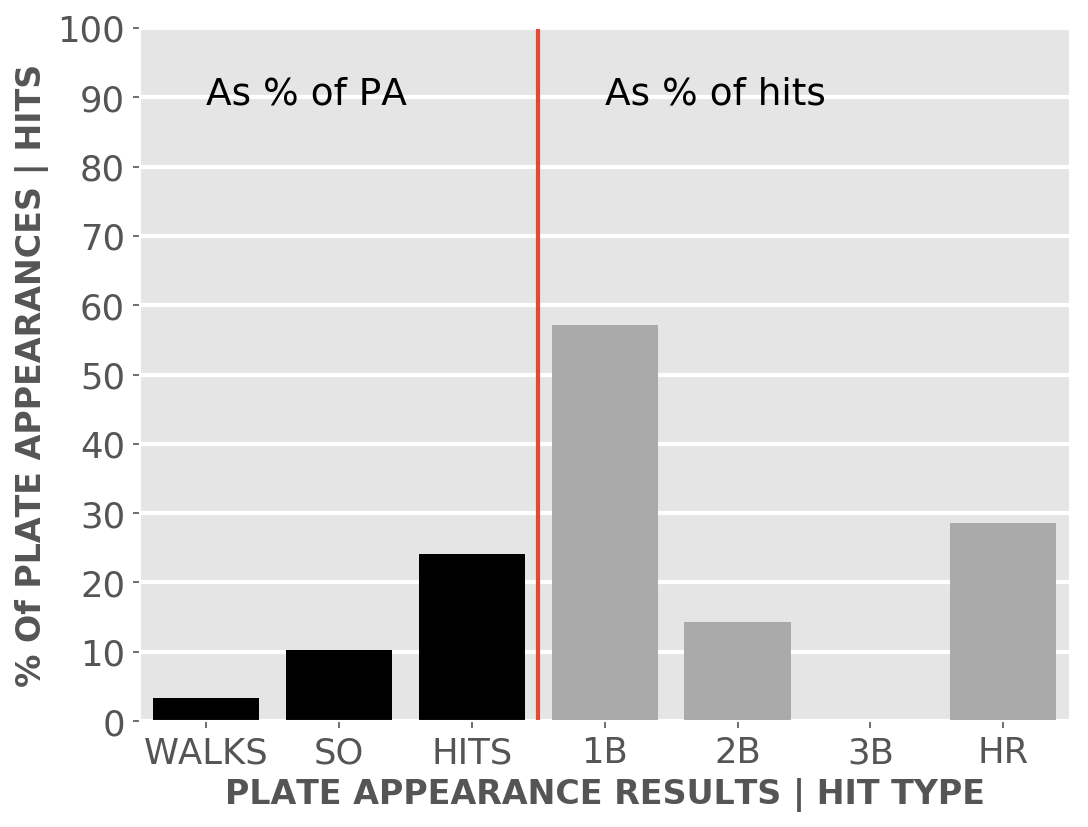 % Of PLATE APPEARANCES | HITS
100
90
80
70
60
50
40
30
20
10
0
As % of PA
As % of hits
WALKS SO HITS 1B 2B 3B HR
PLATE APPEARANCE RESULTS | HIT TYPE